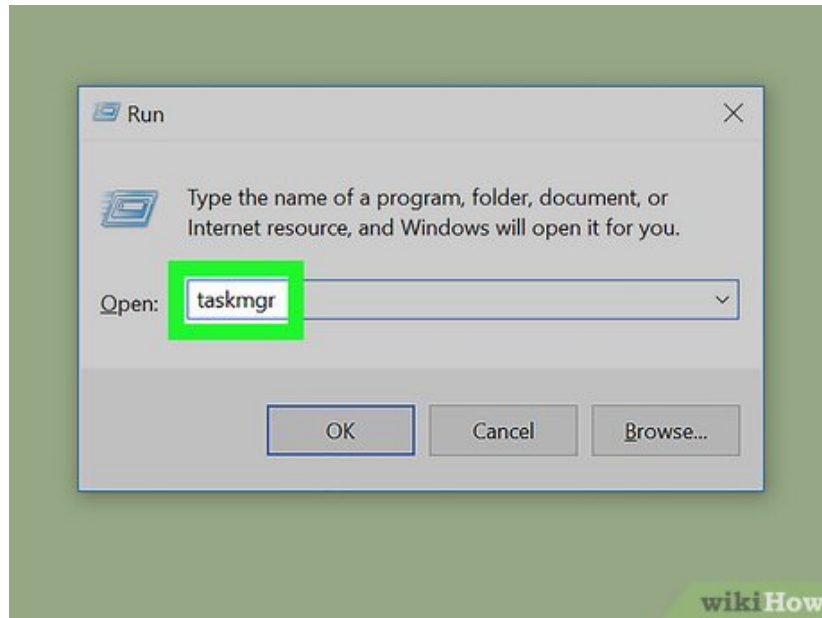 Run
Type the name of a program, folder, document, or
Internet resource, and Windows will open it for you.
Open: taskmgr
OK Cancel Browse...
wikiHow